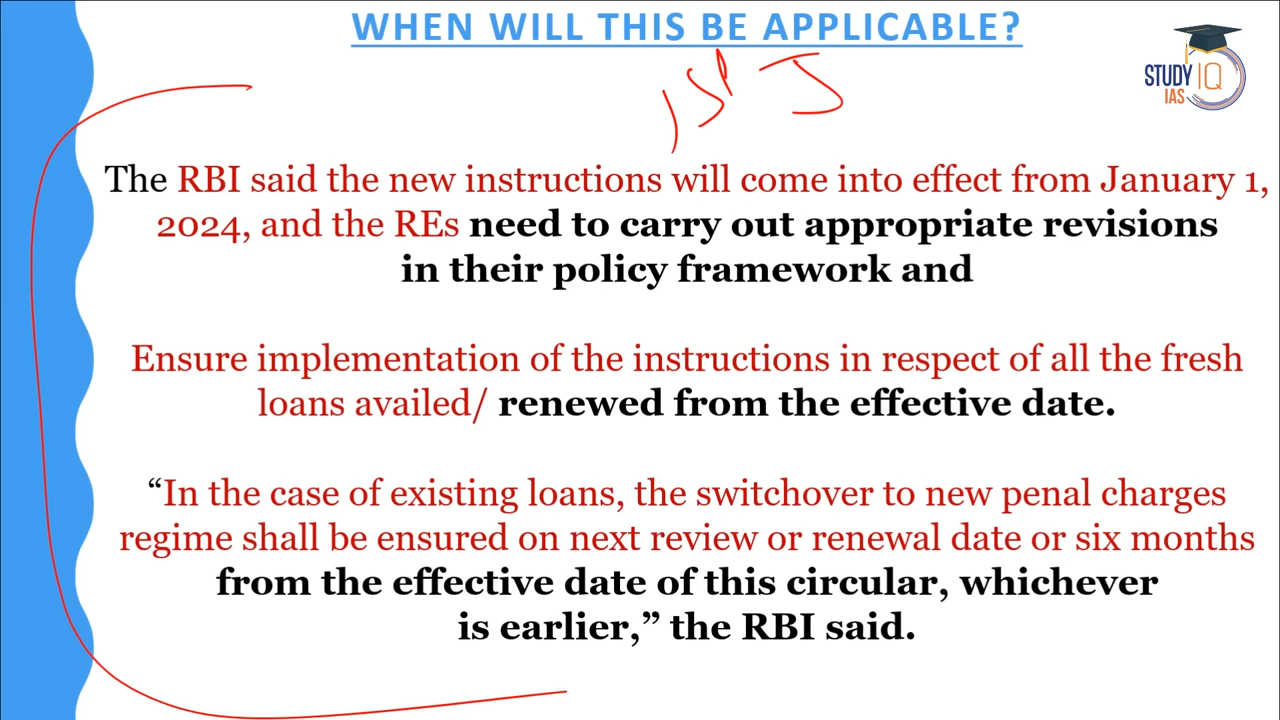 WHEN WILL THIS BE APPLICABLE?
STUDY IQ
IAS
1st J
The RBI said the new instructions will come into effect from January 1,
2024, and the REs need to carry out appropriate revisions
in their policy framework and
Ensure implementation of the instructions in respect of all the fresh
loans availed/ renewed from the effective date.
“In the case of existing loans, the switchover to new penal charges
regime shall be ensured on next review or renewal date or six months
from the effective date of this circular, whichever
is earlier,” the RBI said.